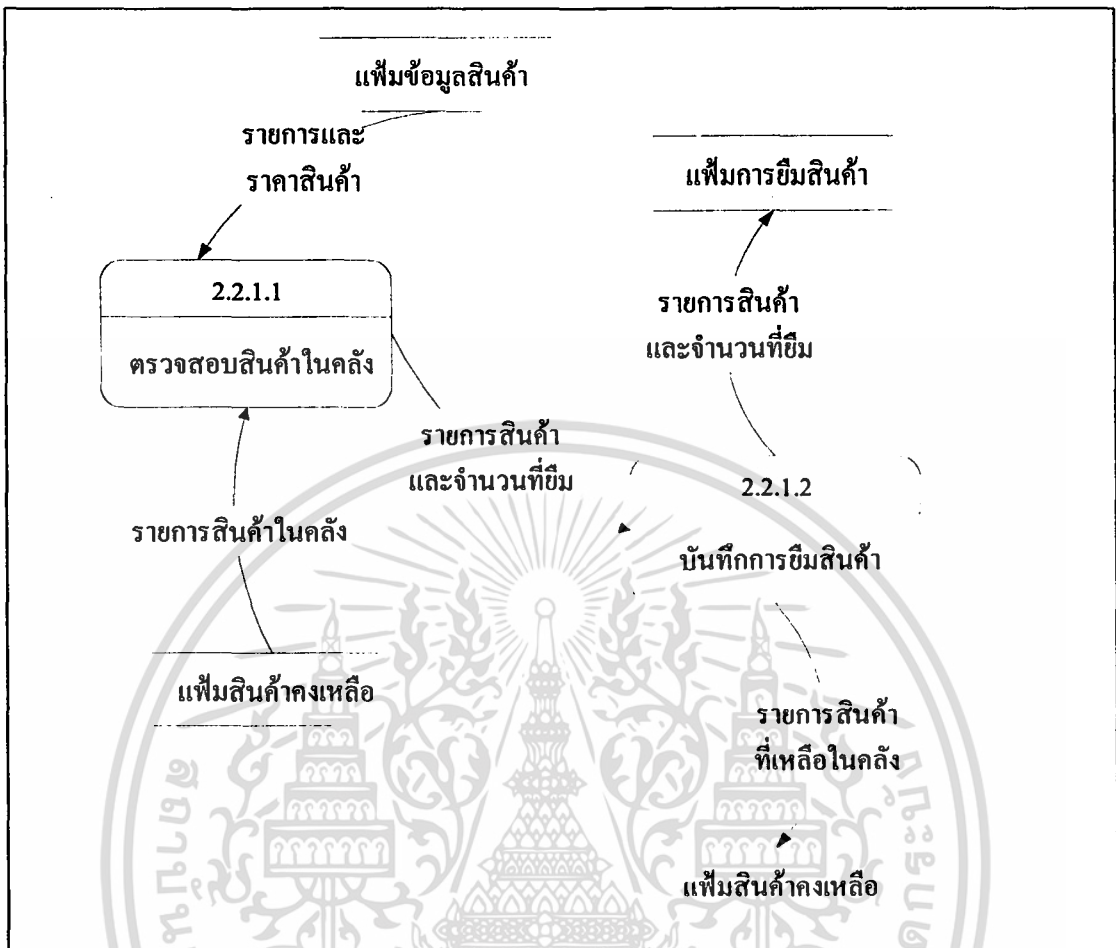 แฟ้มข้อมูลสินค้า
รายการและ
ราคาสินค้า
แฟ้มการยืมสินค้า
2.2.1.1
ตรวจสอบสินค้าในคลัง
รายการสินค้า
และจำนวนที่ยืม
รายการสินค้า
และจำนวนที่ยืม
2.2.1.2
บันทึกการยืมสินค้า
รายการสินค้าในคลัง
แฟ้มสินค้าคงเหลือ
รายการสินค้า
ที่เหลือในคลัง
แฟ้มสินค้าคงเหลือ